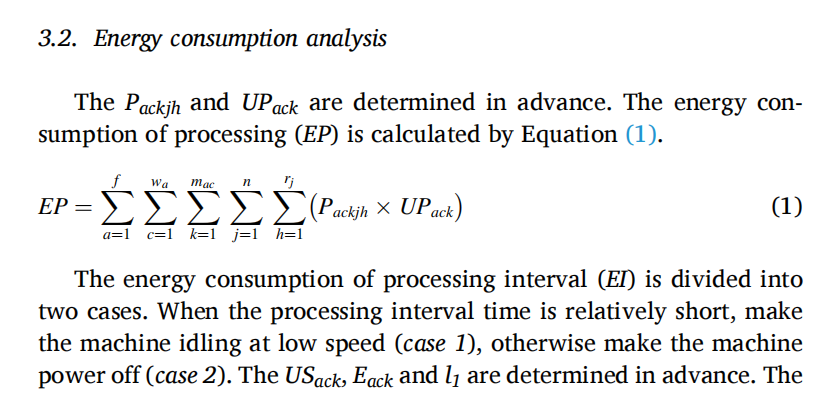 3.2. Energy consumption analysis
The P_{ackjh} and UP_{ack} are determined in advance. The energy con-
sumption of processing (EP) is calculated by Equation (1).
EP = \sum_{a=1}^{f} \sum_{c=1}^{w_a} \sum_{k=1}^{m_{ac}} \sum_{j=1}^{n} \sum_{h=1}^{r_j} (P_{ackjh} × UP_{ack}) (1)
The energy consumption of processing interval (EI) is divided into
two cases. When the processing interval time is relatively short, make
the machine idling at low speed (case 1), otherwise make the machine
power off (case 2). The US_{ack}, E_{ack} and l_1 are determined in advance. The